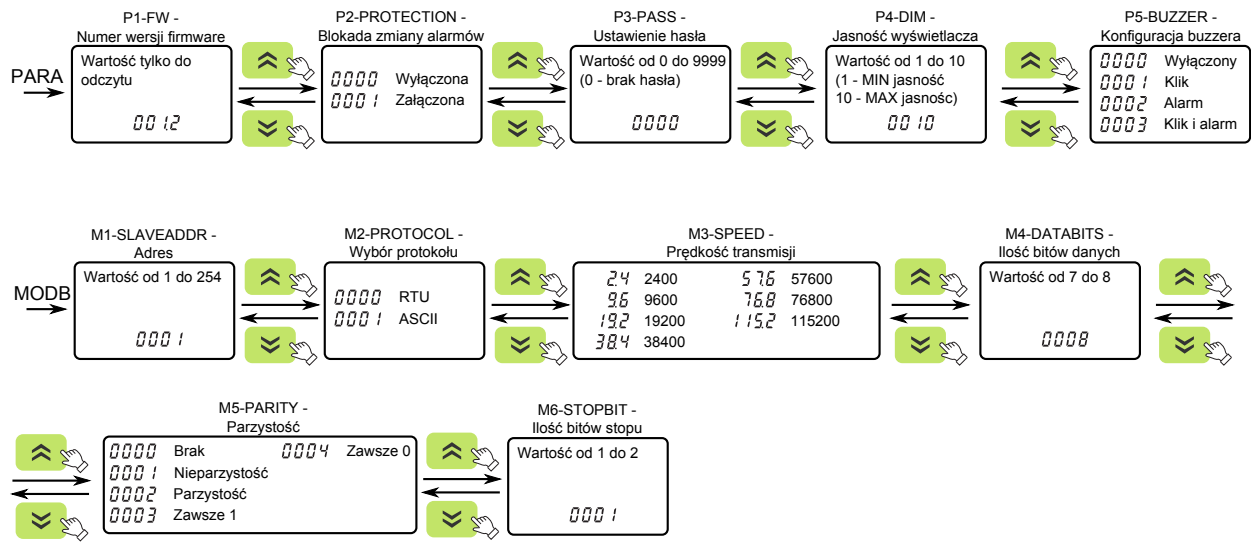 P1-FW -
Numer wersji firmware
P2-PROTECTION -
Blokada zmiany alarmów
P3-PASS -
Ustawienie hasła
P4-DIM -
Jasność wyświetlacza
P5-BUZZER -
Konfiguracja buzzera
PARA
Wartość tylko do
odczytu
001.2
0000 Wyłączona
0001 Załączona
Wartość od 0 do 9999
(0 - brak hasła)
0000
Wartość od 1 do 10
(1 - MIN jasność
10 - MAX jasnośc)
0010
0000 Wyłączony
0001 Klik
0002 Alarm
0003 Klik i alarm
M1-SLAVEADDR -
Adres
M2-PROTOCOL -
Wybór protokołu
M3-SPEED -
Prędkość transmisji
M4-DATABITS -
Ilość bitów danych
MODB
Wartość od 1 do 254
0001
0000 RTU
0001 ASCII
2.4 2400 57.6 57600
9.6 9600 76.8 76800
19.2 19200 115.2 115200
38.4 38400
Wartość od 7 do 8
0008
M5-PARITY -
Parzystość
M6-STOPBIT -
Ilość bitów stopu
0000 Brak 0004 Zawsze 0
0001 Nieparzystość
0002 Parzystość
0003 Zawsze 1
Wartość od 1 do 2
0001